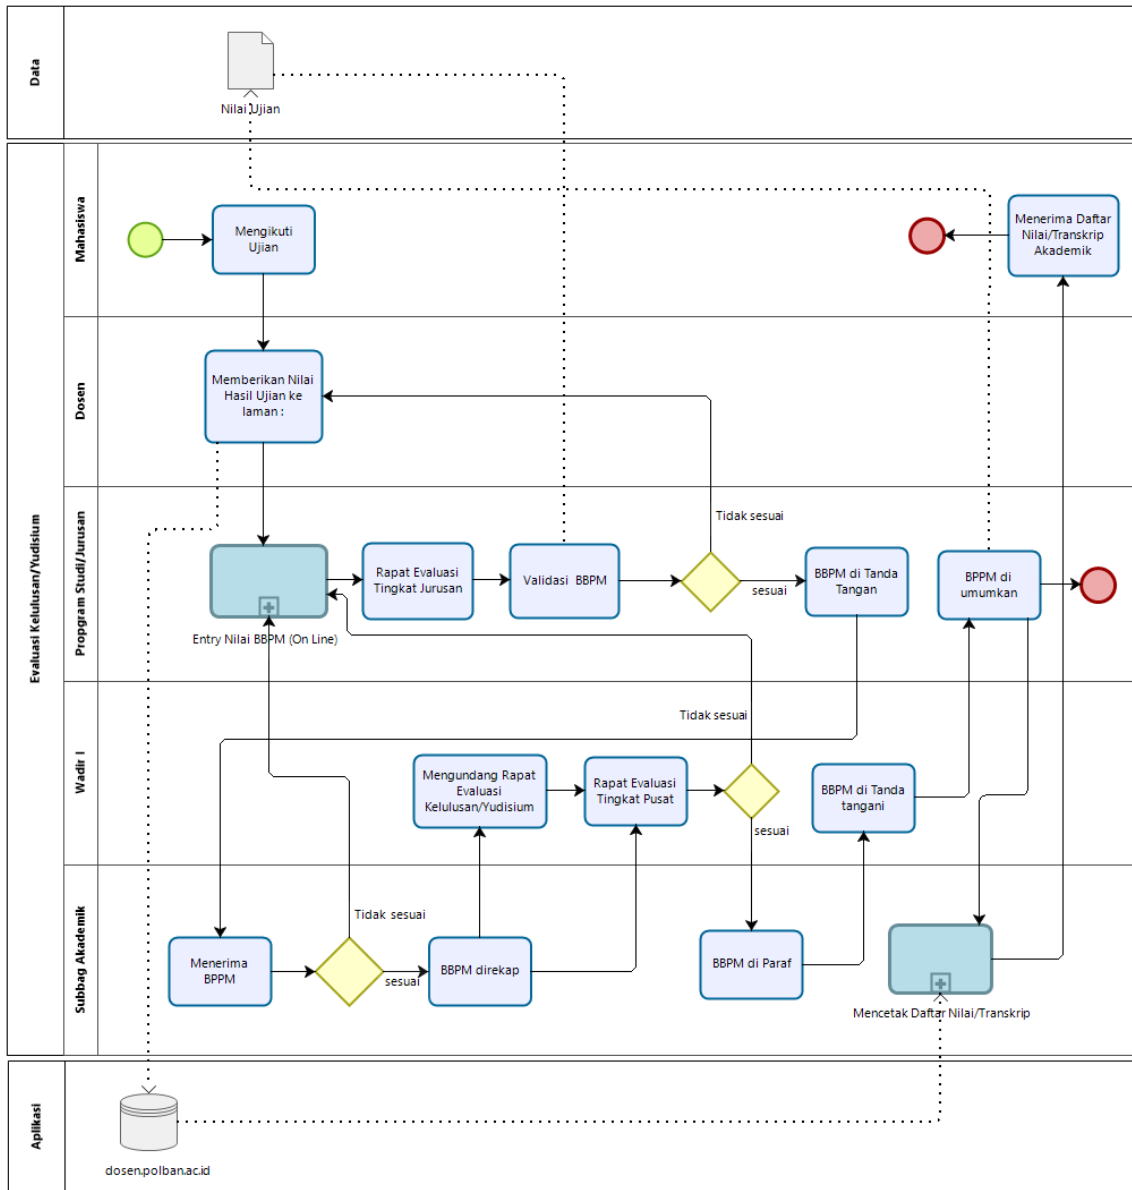 Data
Nilai Ujian
Evaluasi Kelulusan/Yudisium
Mahasiswa
Mengikuti
Ujian
Menerima Daftar
Nilai/Transkrip
Akademik
Dosen
Memberikan Nilai
Hasil Ujian ke
laman :
Propgram Studi/Jurusan
Entry Nilai BBPM (On Line)
Rapat Evaluasi
Tingkat Jurusan
Validasi BBPM
Tidak sesuai
sesuai
BBPM di Tanda
Tangan
BPPM di
umumkan
Wadir I
Mengundang Rapat
Evaluasi
Kelulusan/Yudisium
Rapat Evaluasi
Tingkat Pusat
Tidak sesuai
sesuai
BBPM di Tanda
tangani
Subbag Akademik
Menerima
BPPM
Tidak sesuai
sesuai
BBPM direkap
BBPM di Paraf
Mencetak Daftar Nilai/Transkrip
Aplikasi
dosen.polban.ac.id